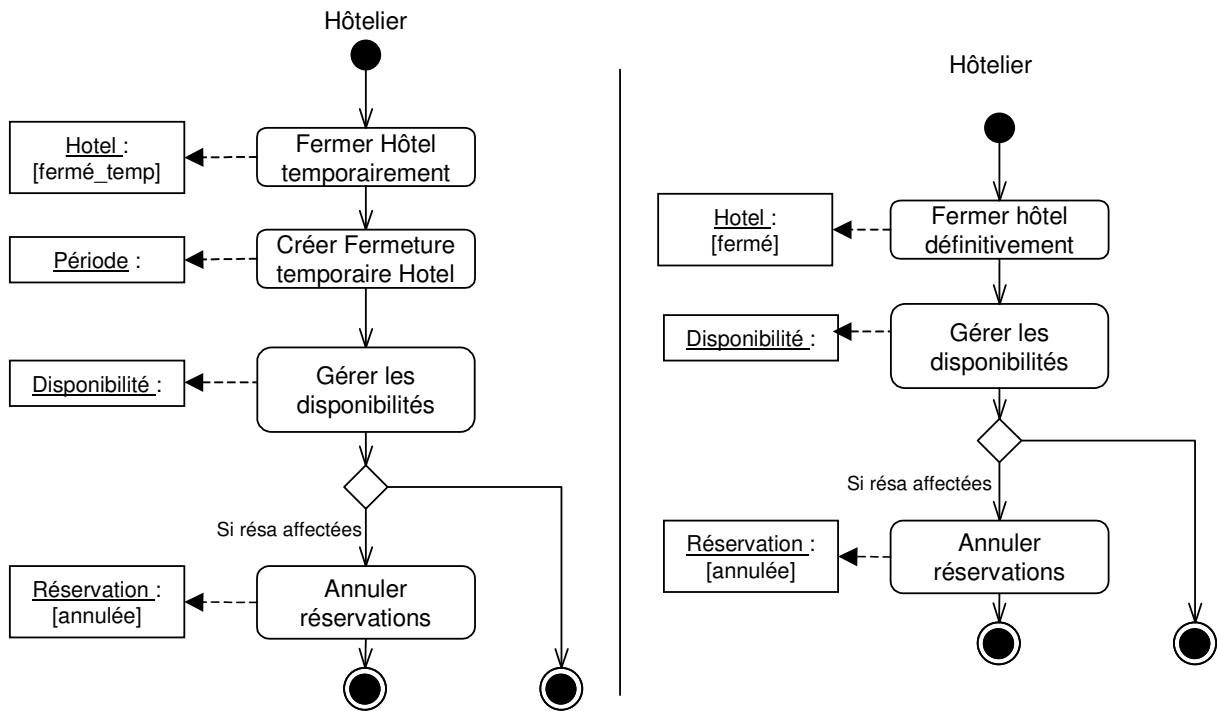 Hôtelier
Hotel :
[fermé_temp]
Fermer Hôtel
temporairement
Période :
Créer Fermeture
temporaire Hotel
Disponibilité :
Gérer les
disponibilités
Si résa affectées
Réservation :
[annulée]
Annuler
réservations
Hôtelier
Hotel :
[fermé]
Fermer hôtel
définitivement
Disponibilité :
Gérer les
disponibilités
Si résa affectées
Réservation :
[annulée]
Annuler
réservations